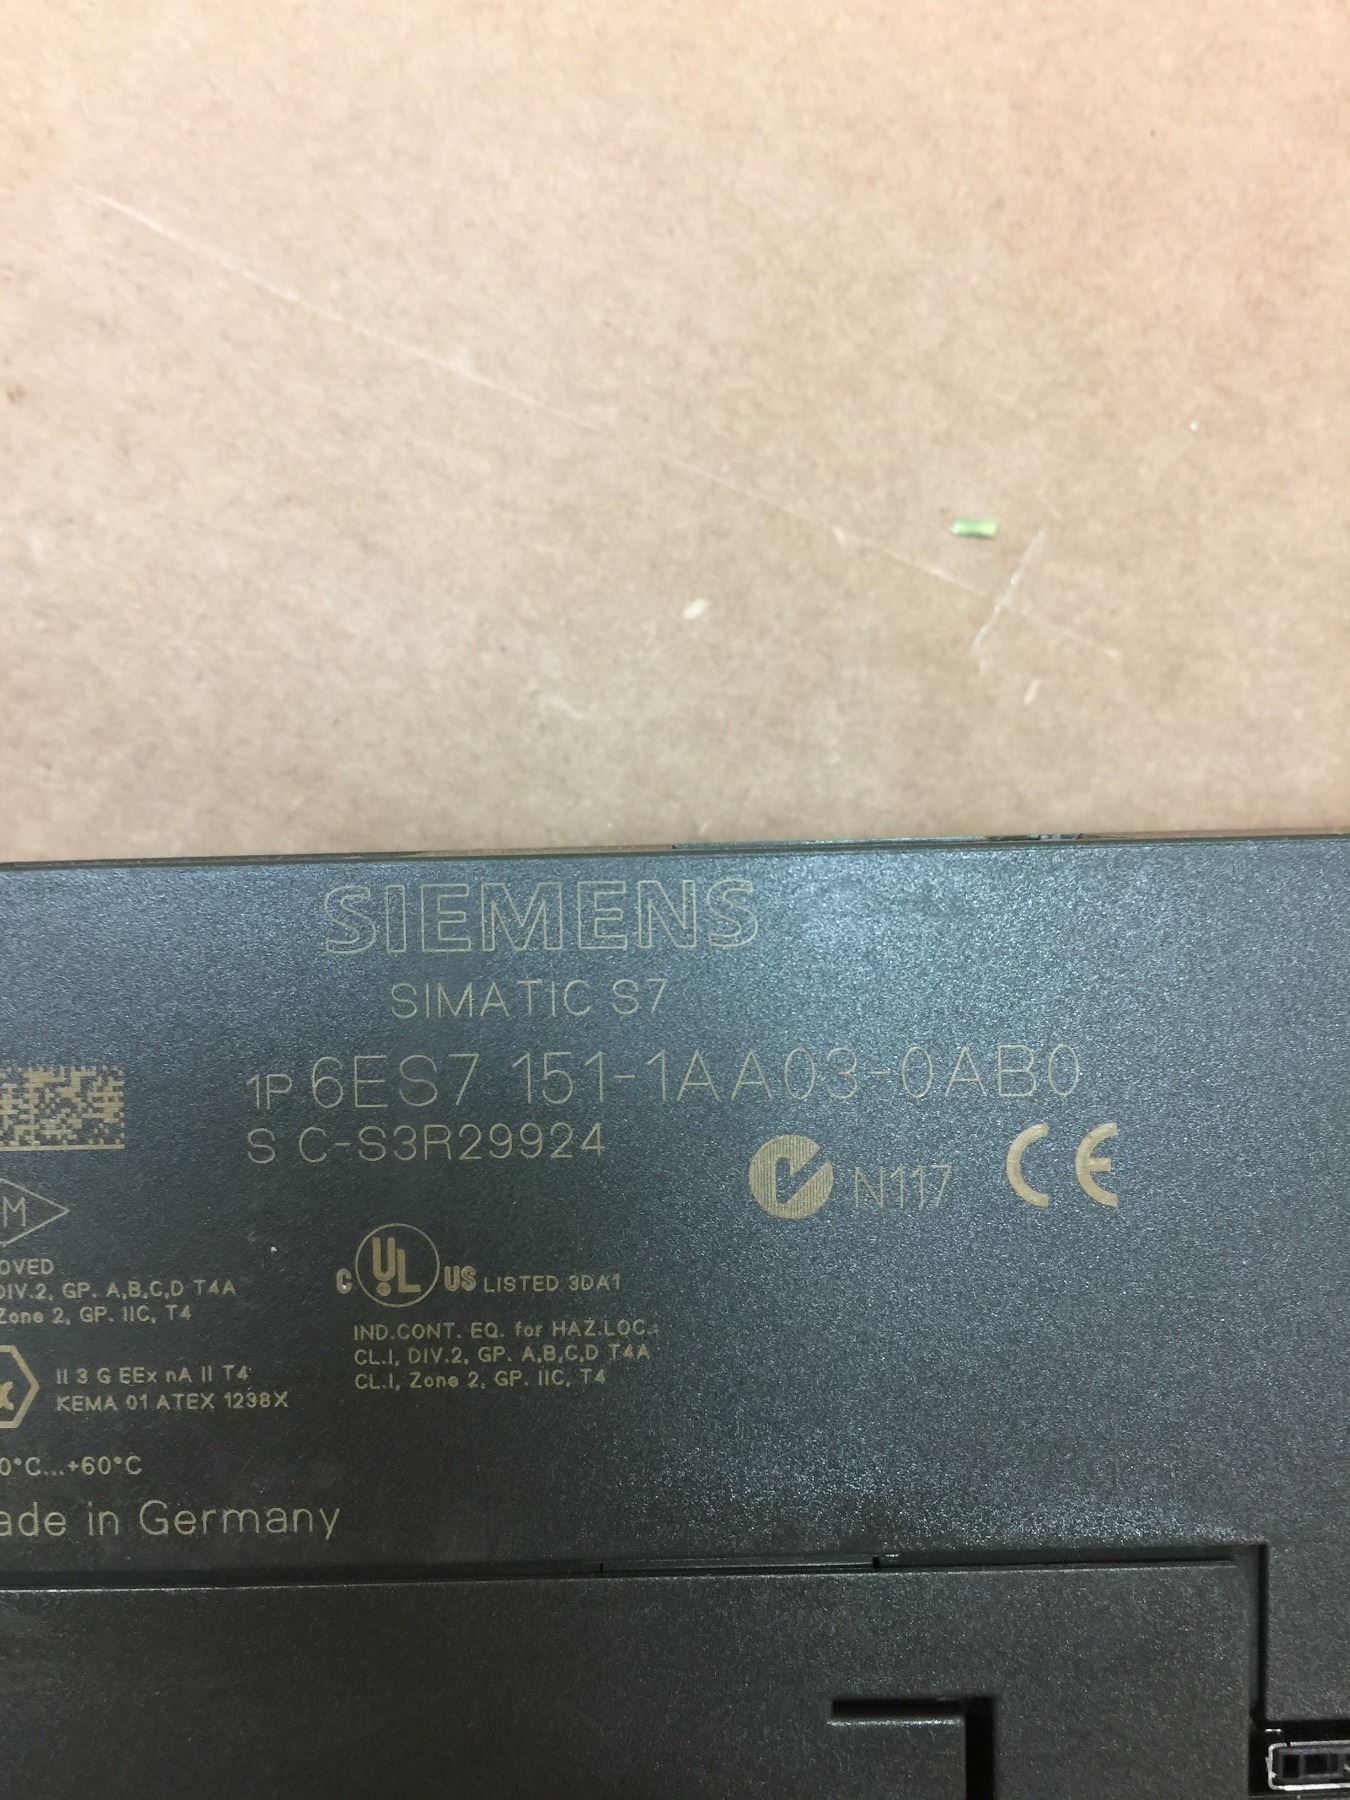 SIEMENS
SIMATIC S7
1P 6ES7 151-1AA03-0AB0
S C-S3R29924
N117 CE
M
OVED
DIV.2, GP. A,B,C,D T4A
Zone 2, GP. IIC, T4
C UL US LISTED 3DA1
IND.CONT. EQ. for HAZ.LOC.
CL.I, DIV.2, GP. A,B,C,D T4A
CL.I, Zone 2, GP. IIC, T4
x II 3 G EEx nA II T4
KEMA 01 ATEX 1238X
0°C...+60°C
ade in Germany